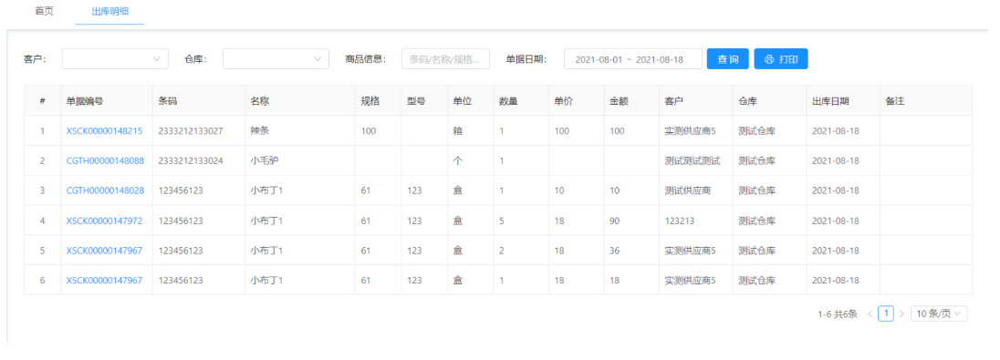 首页 出库明细
客户: 仓库: 商品信息: 条码/名称/规格... 单据日期: 2021-08-01 ~ 2021-08-18 查 询 打印
# 单据编号 条码 名称 规格 型号 单位 数量 单价 金额 客户 仓库 出库日期 备注
1 XSCK00000148215 2333212133027 辣条 100 箱 1 100 100 实测供应商5 测试仓库 2021-08-18
2 CGTH00000148088 2333212133024 小毛驴 个 1 测试测试测试 测试仓库 2021-08-18
3 CGTH00000148028 123456123 小布丁1 61 123 盒 1 10 10 测试供应商 测试仓库 2021-08-18
4 XSCK00000147972 123456123 小布丁1 61 123 盒 5 18 90 123213 测试仓库 2021-08-18
5 XSCK00000147967 123456123 小布丁1 61 123 盒 2 18 36 实测供应商5 测试仓库 2021-08-18
6 XSCK00000147967 123456123 小布丁1 61 123 盒 1 18 18 实测供应商5 测试仓库 2021-08-18
1-6 共6条 < 1 > 10 条/页